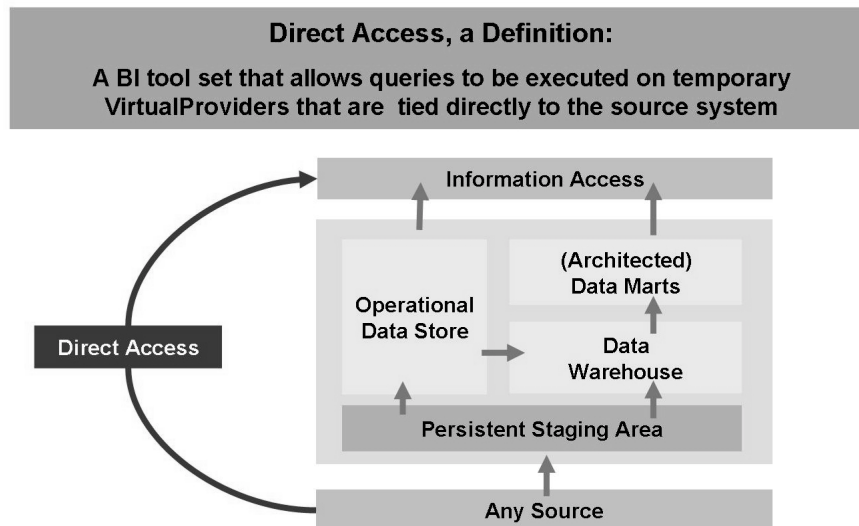 Direct Access, a Definition:
A BI tool set that allows queries to be executed on temporary
VirtualProviders that are tied directly to the source system
Information Access
(Architected)
Data Marts
Operational
Data Store
Direct Access
Data
Warehouse
Persistent Staging Area
Any Source